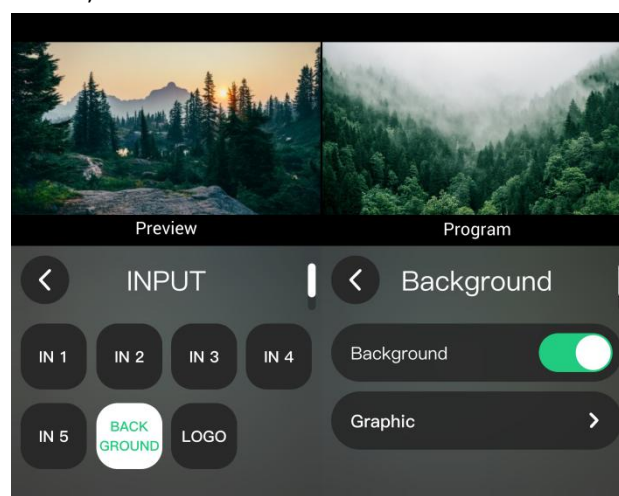 Preview
Program
INPUT
Background
IN 1
IN 2
IN 3
IN 4
Background
IN 5
BACK
GROUND
LOGO
Graphic